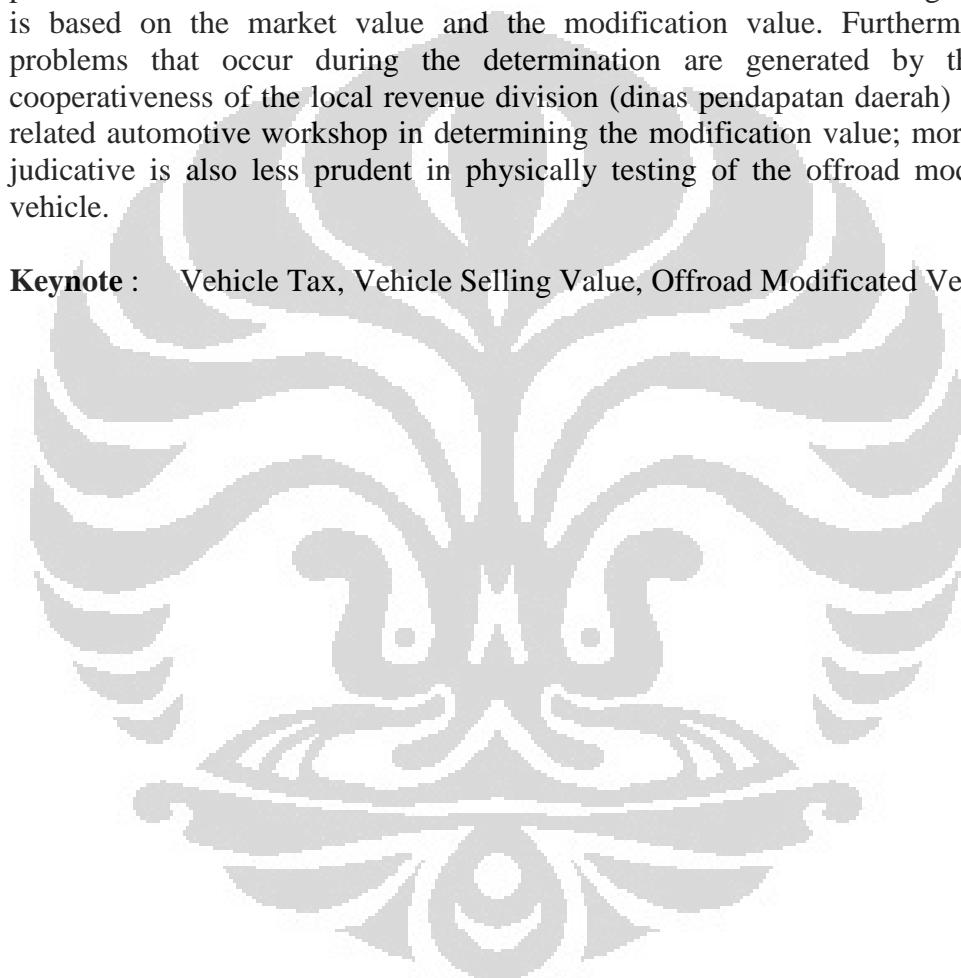 is based on the market value and the modification value. Furtherm
problems that occur during the determination are generated by th
cooperativeness of the local revenue division (dinas pendapatan daerah)
related automotive workshop in determining the modification value; mor
judicative is also less prudent in physically testing of the offroad mod
vehicle.
Keynote : Vehicle Tax, Vehicle Selling Value, Offroad Modificated Ve